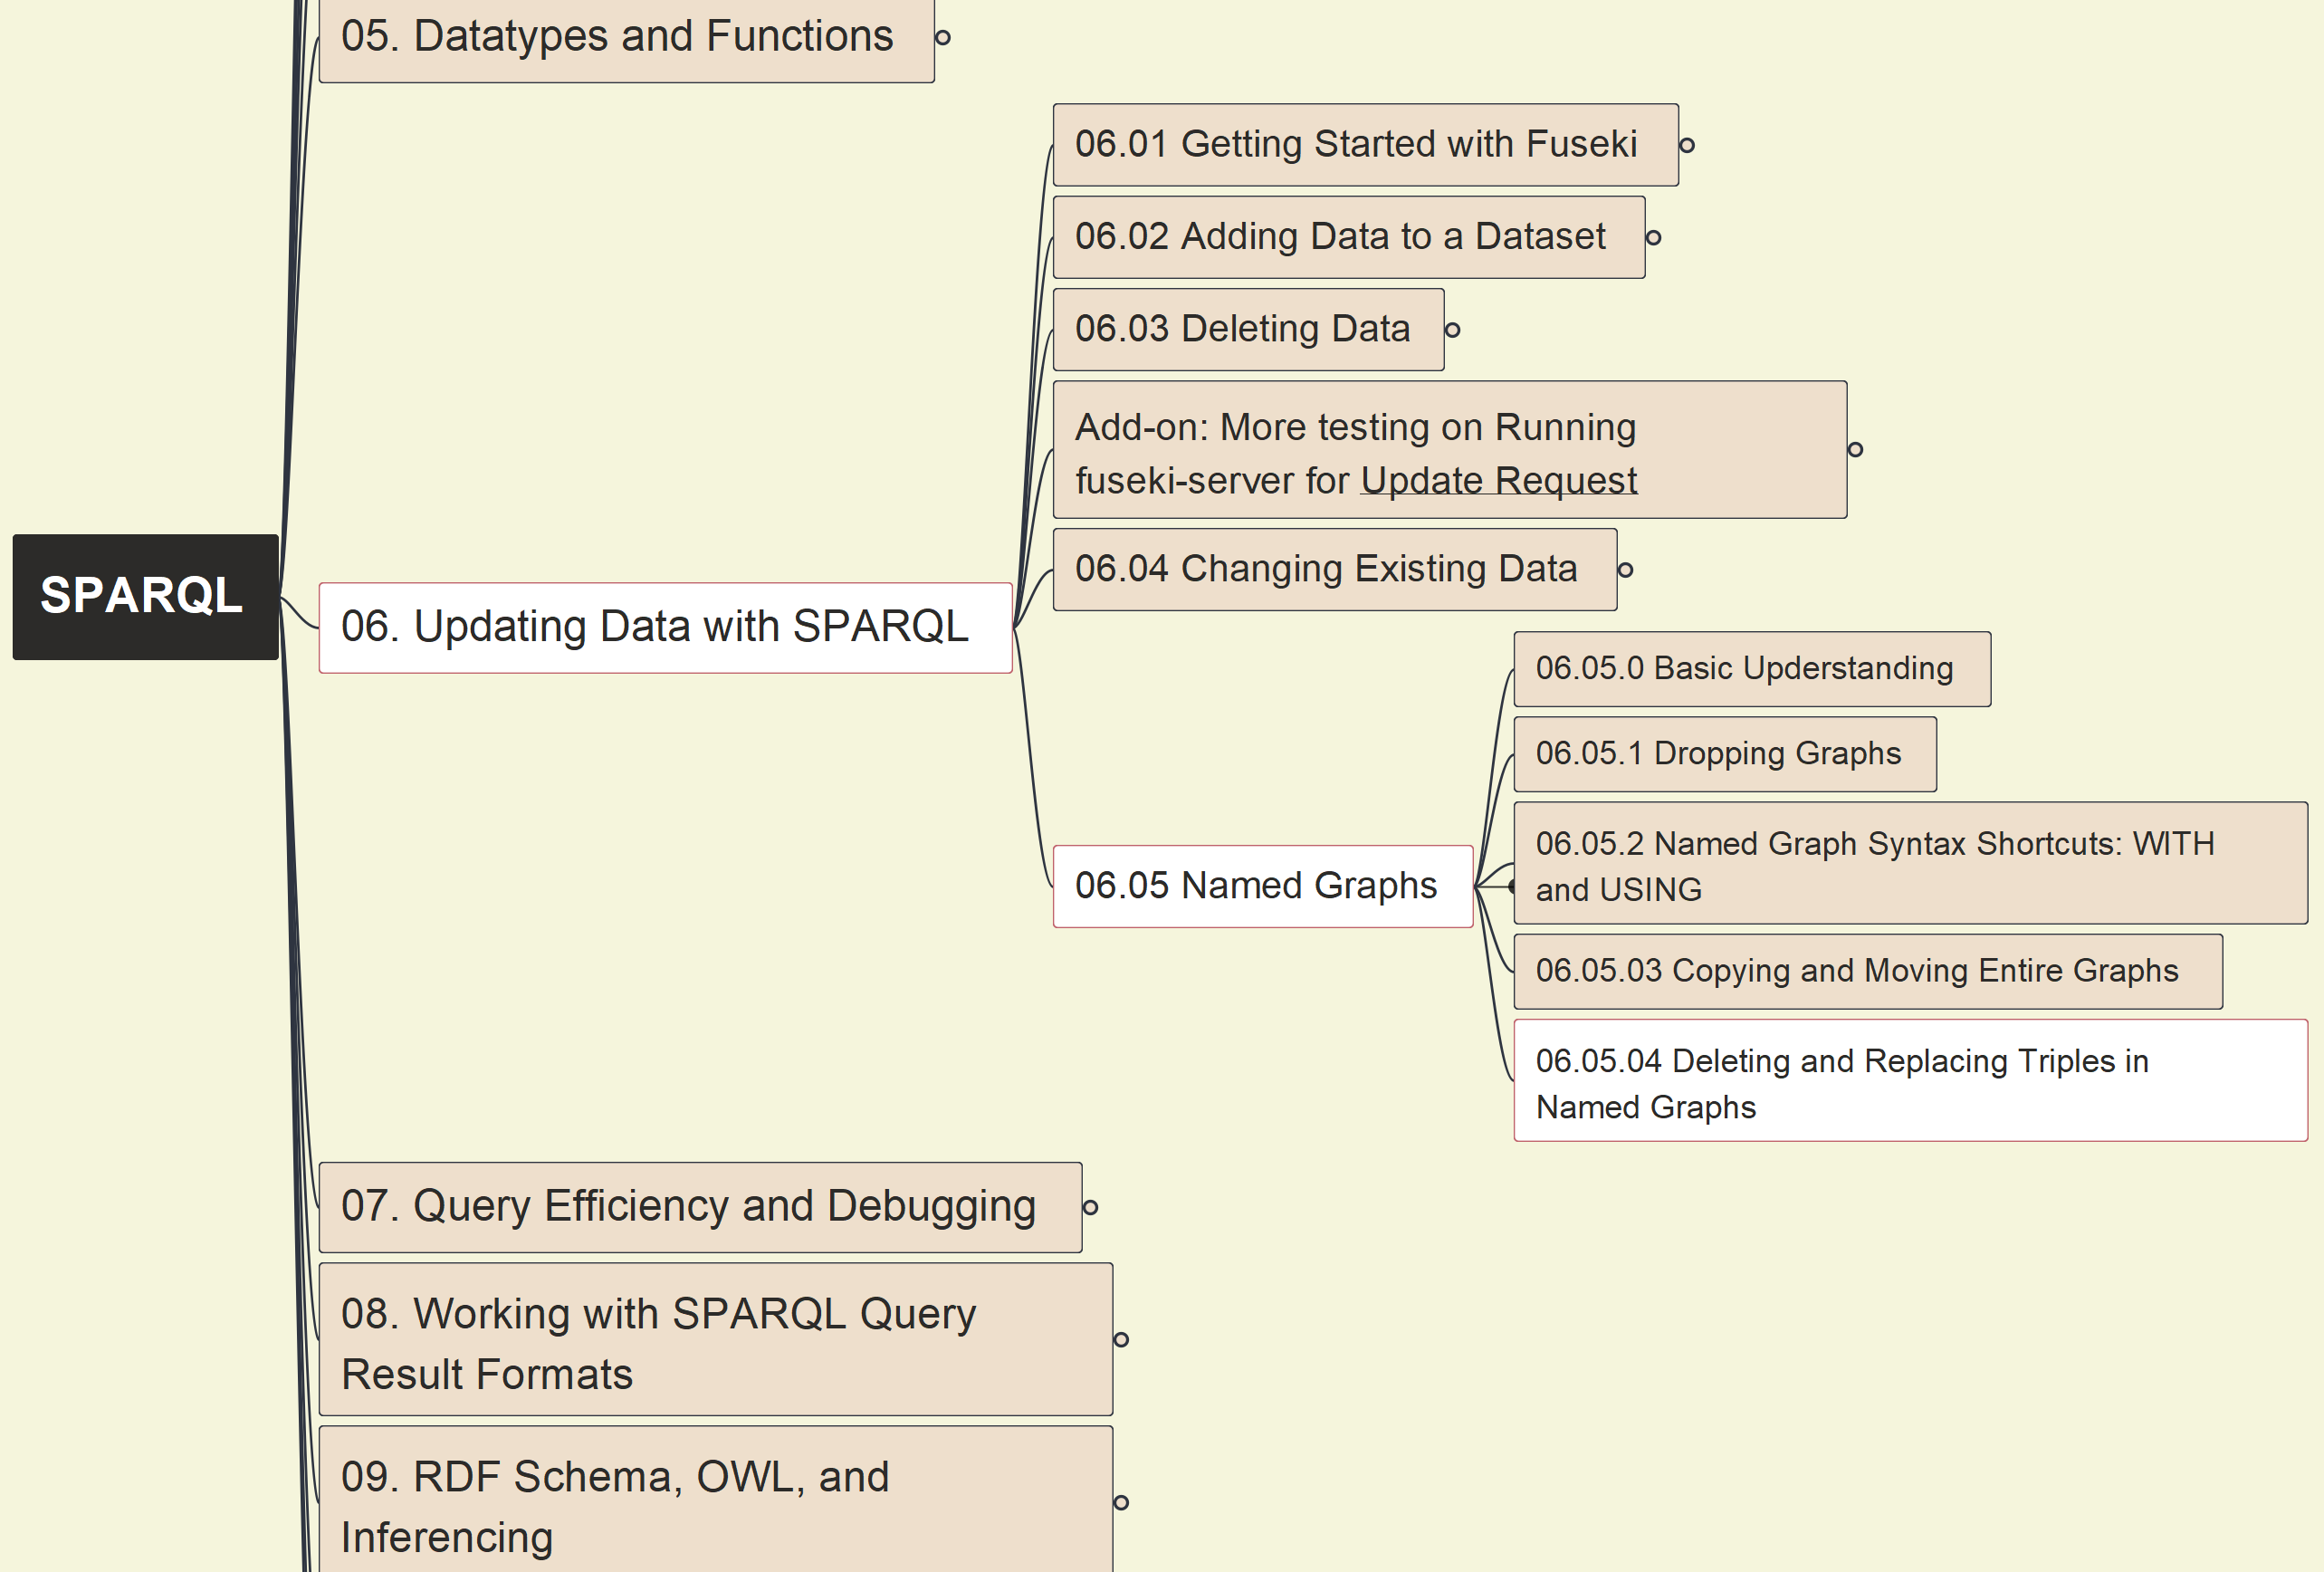 05. Datatypes and Functions
06.01 Getting Started with Fuseki
06.02 Adding Data to a Dataset
06.03 Deleting Data
Add-on: More testing on Running
fuseki-server for Update Request
06.04 Changing Existing Data
SPARQL
06. Updating Data with SPARQL
06.05 Named Graphs
06.05.0 Basic Upderstanding
06.05.1 Dropping Graphs
06.05.2 Named Graph Syntax Shortcuts: WITH
and USING
06.05.03 Copying and Moving Entire Graphs
06.05.04 Deleting and Replacing Triples in
Named Graphs
07. Query Efficiency and Debugging
08. Working with SPARQL Query
Result Formats
09. RDF Schema, OWL, and
Inferencing